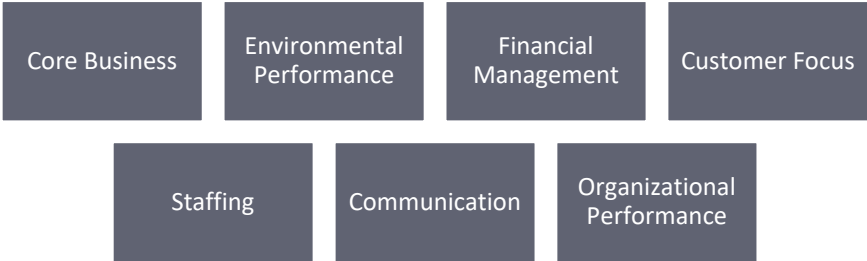 Core Business
Environmental
Performance
Financial
Management
Customer Focus
Staffing
Communication
Organizational
Performance